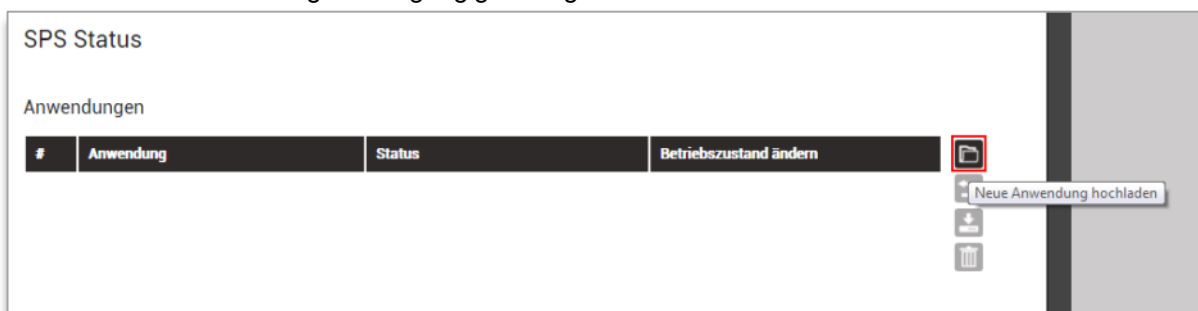 SPS Status
Anwendungen
# Anwendung Status Betriebszustand ändern
Neue Anwendung hochladen